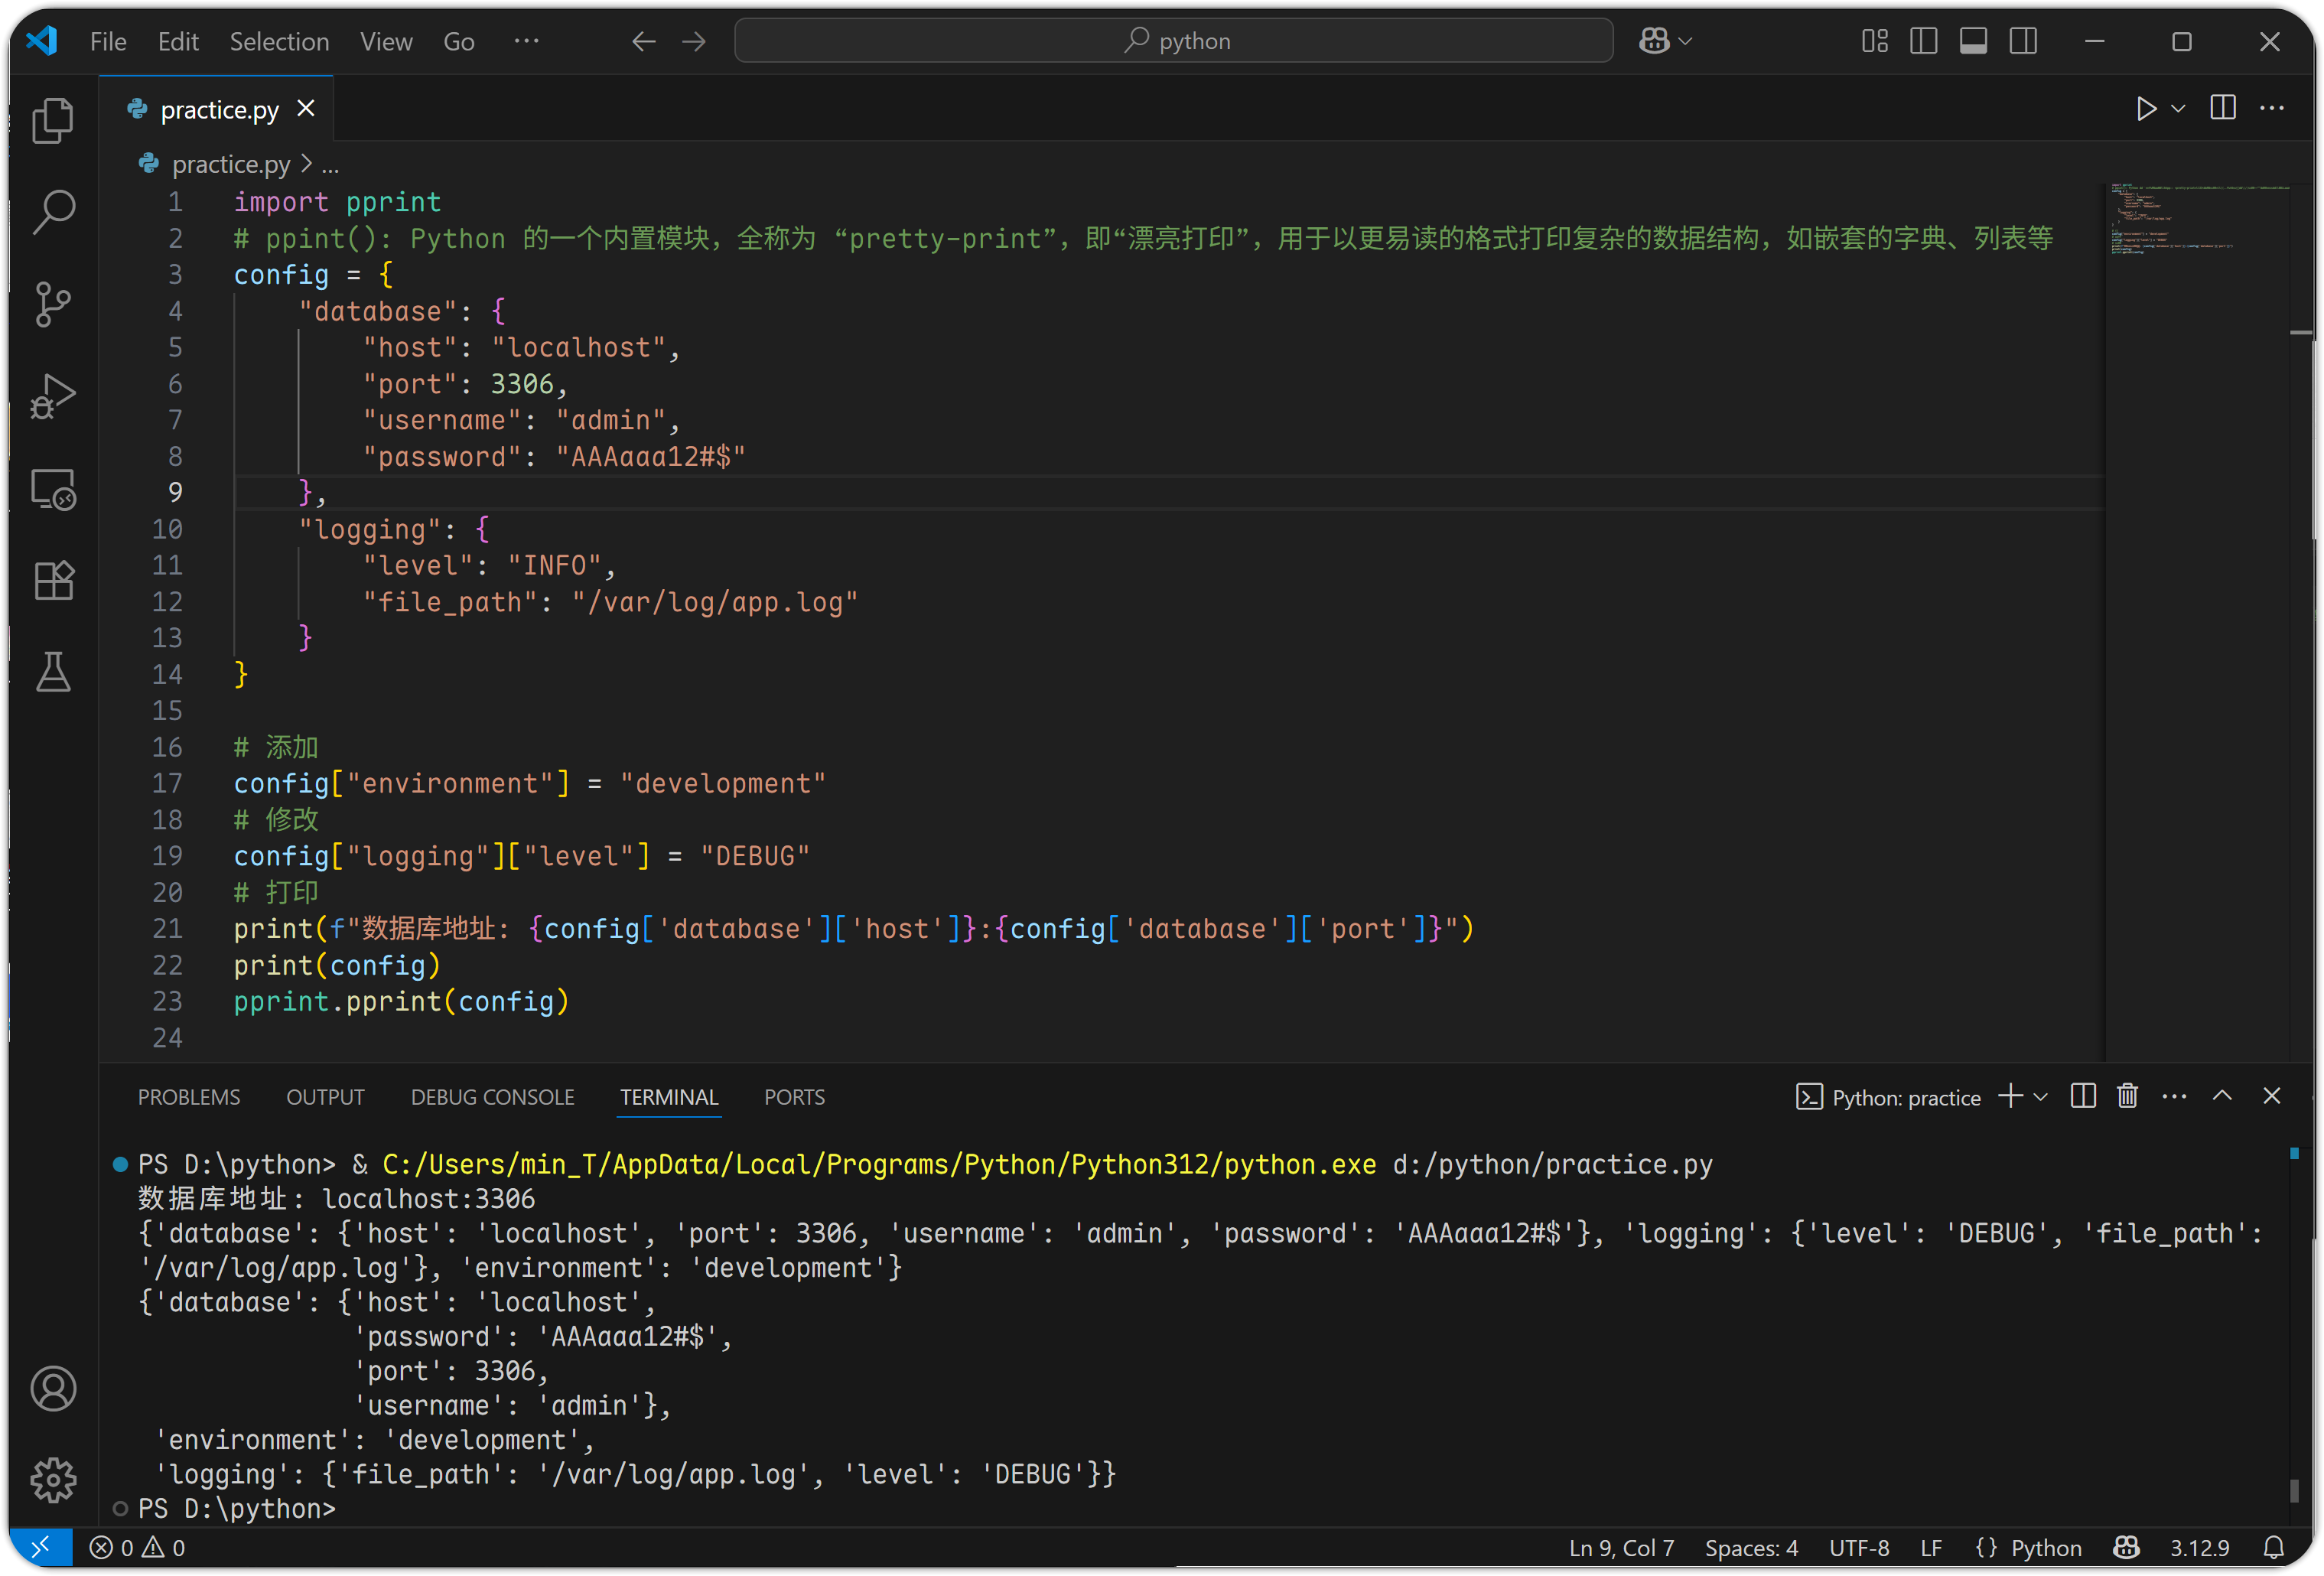 File Edit Selection View Go ··· python
practice.py
practice.py > ...
1 import pprint
2 # ppint(): Python 的一个内置模块，全称为 “pretty-print”，即“漂亮打印”，用于以更易读的格式打印复杂的数据结构，如嵌套的字典、列表等
3 config = {
4     "database": {
5         "host": "localhost",
6         "port": 3306,
7         "username": "admin",
8         "password": "AAAaaa12#$"
9     },
10     "logging": {
11         "level": "INFO",
12         "file_path": "/var/log/app.log"
13     }
14 }
15
16 # 添加
17 config["environment"] = "development"
18 # 修改
19 config["logging"]["level"] = "DEBUG"
20 # 打印
21 print(f"数据库地址: {config['database']['host']}:{config['database']['port']}")
22 print(config)
23 pprint.pprint(config)
24
PROBLEMS OUTPUT DEBUG CONSOLE TERMINAL PORTS Python: practice
PS D:\python> & C:/Users/min_T/AppData/Local/Programs/Python/Python312/python.exe d:/python/practice.py
数据库地址: localhost:3306
{'database': {'host': 'localhost', 'port': 3306, 'username': 'admin', 'password': 'AAAaaa12#$'}, 'logging': {'level': 'DEBUG', 'file_path':
'/var/log/app.log'}, 'environment': 'development'}
{'database': {'host': 'localhost',
              'password': 'AAAaaa12#$',
              'port': 3306,
              'username': 'admin'},
 'environment': 'development',
 'logging': {'file_path': '/var/log/app.log', 'level': 'DEBUG'}}
PS D:\python>
0 0 Ln 9, Col 7 Spaces: 4 UTF-8 LF {} Python 3.12.9